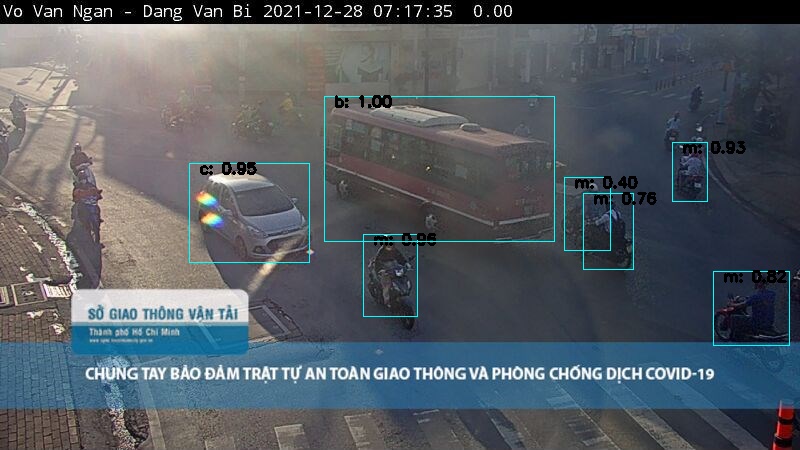 Vo Van Ngan - Dang Van Bi 2021-12-28 07:17:35 0.00
b: 1.00
c: 0.95
m: 0.93
m: 0.40
m: 0.76
m: 0.96
m: 0.82
SỞ GIAO THÔNG VẬN TẢI
Thành phố Hồ Chí Minh
CHUNG TAY BẢO ĐẢM TRẬT TỰ AN TOÀN GIAO THÔNG VÀ PHÒNG CHỐNG DỊCH COVID-19